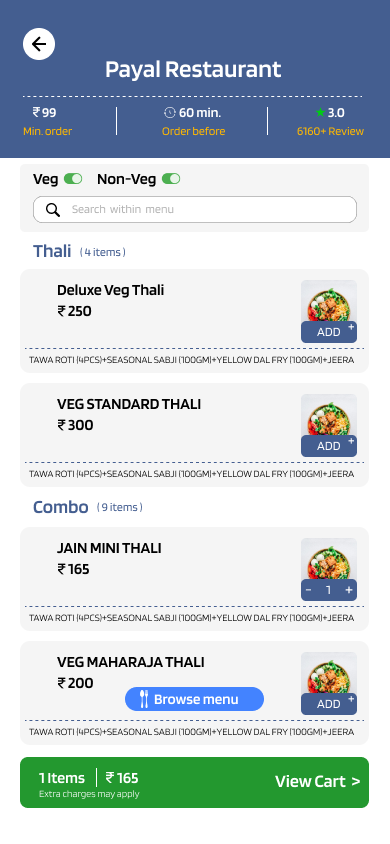 Payal Restaurant
₹ 99
60 min.
3.0
Min. order
Order before
6160+ Review
Veg
Non-Veg
Search within menu
Thali (4 items)
Deluxe Veg Thali
₹ 250
ADD +
TAWA ROTI (4PCS)+SEASONAL SABJI (100GM)+YELLOW DAL FRY (100GM)+JEERA
VEG STANDARD THALI
₹ 300
ADD +
TAWA ROTI (4PCS)+SEASONAL SABJI (100GM)+YELLOW DAL FRY (100GM)+JEERA
Combo (9 items)
JAIN MINI THALI
₹ 165
- 1 +
TAWA ROTI (4PCS)+SEASONAL SABJI (100GM)+YELLOW DAL FRY (100GM)+JEERA
VEG MAHARAJA THALI
₹ 200
Browse menu
ADD +
TAWA ROTI (4PCS)+SEASONAL SABJI (100GM)+YELLOW DAL FRY (100GM)+JEERA
1 Items | ₹ 165
Extra charges may apply
View Cart >